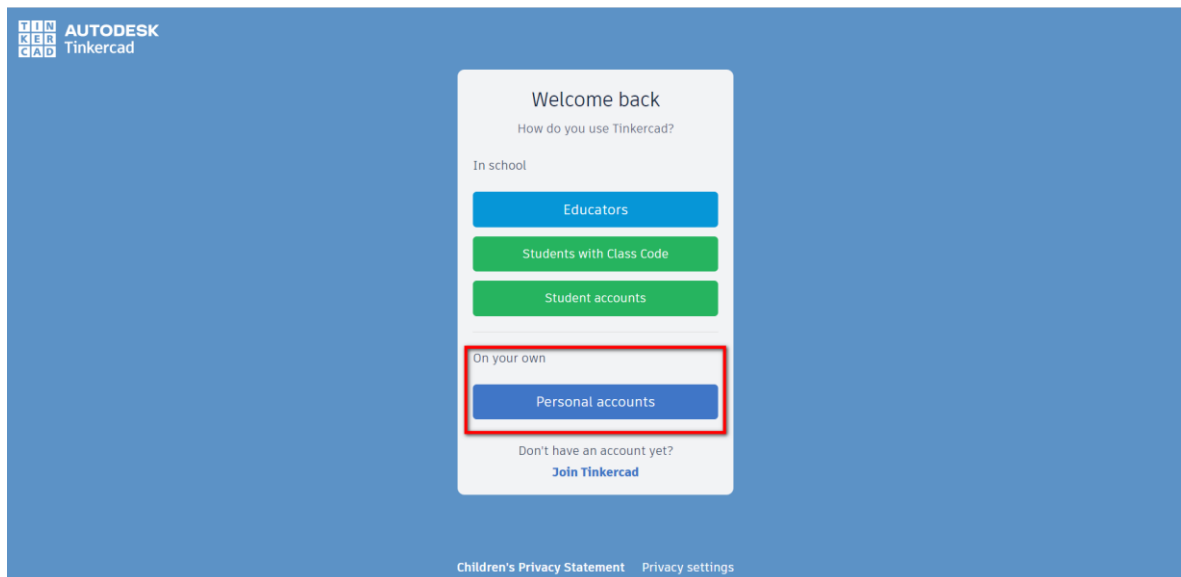 TIN
KER
CAD
AUTODESK
Tinkercad
Welcome back
How do you use Tinkercad?
In school
Educators
Students with Class Code
Student accounts
On your own
Personal accounts
Don't have an account yet?
Join Tinkercad
Children's Privacy Statement Privacy settings